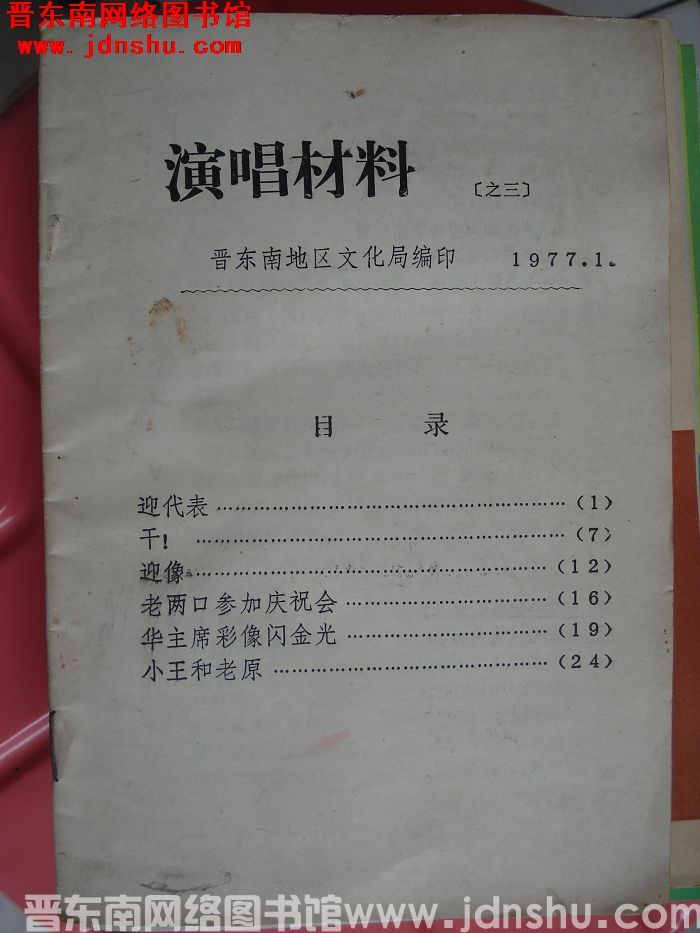 晋东南网络图书馆
www.jdnshu.com
演唱材料 〔之三〕
晋东南地区文化局编印 1977.1.
目 录
迎代表……………………………………(1)
干! ……………………………………(7)
迎像……………………………………(12)
老两口参加庆祝会……………………(16)
华主席彩像闪金光……………………(19)
小王和老原……………………………(24)
晋东南网络图书馆www.jdnshu.com